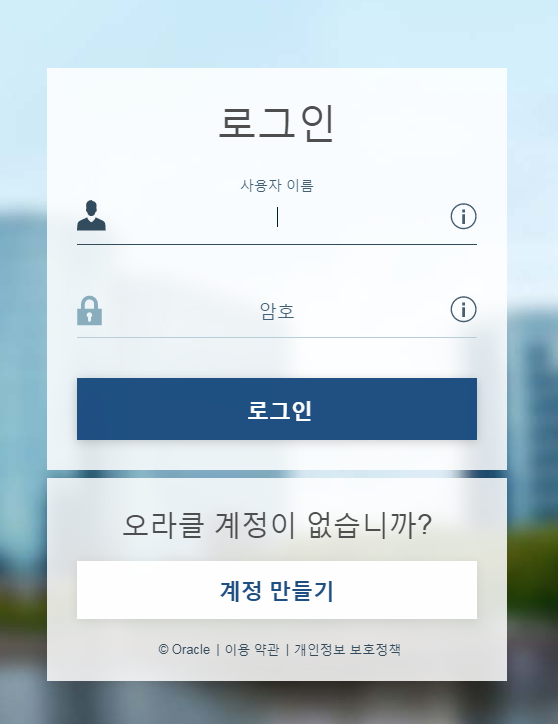 로그인
사용자 이름
암호
로그인
오라클 계정이 없습니까?
계정 만들기
© Oracle | 이용 약관 | 개인정보 보호정책